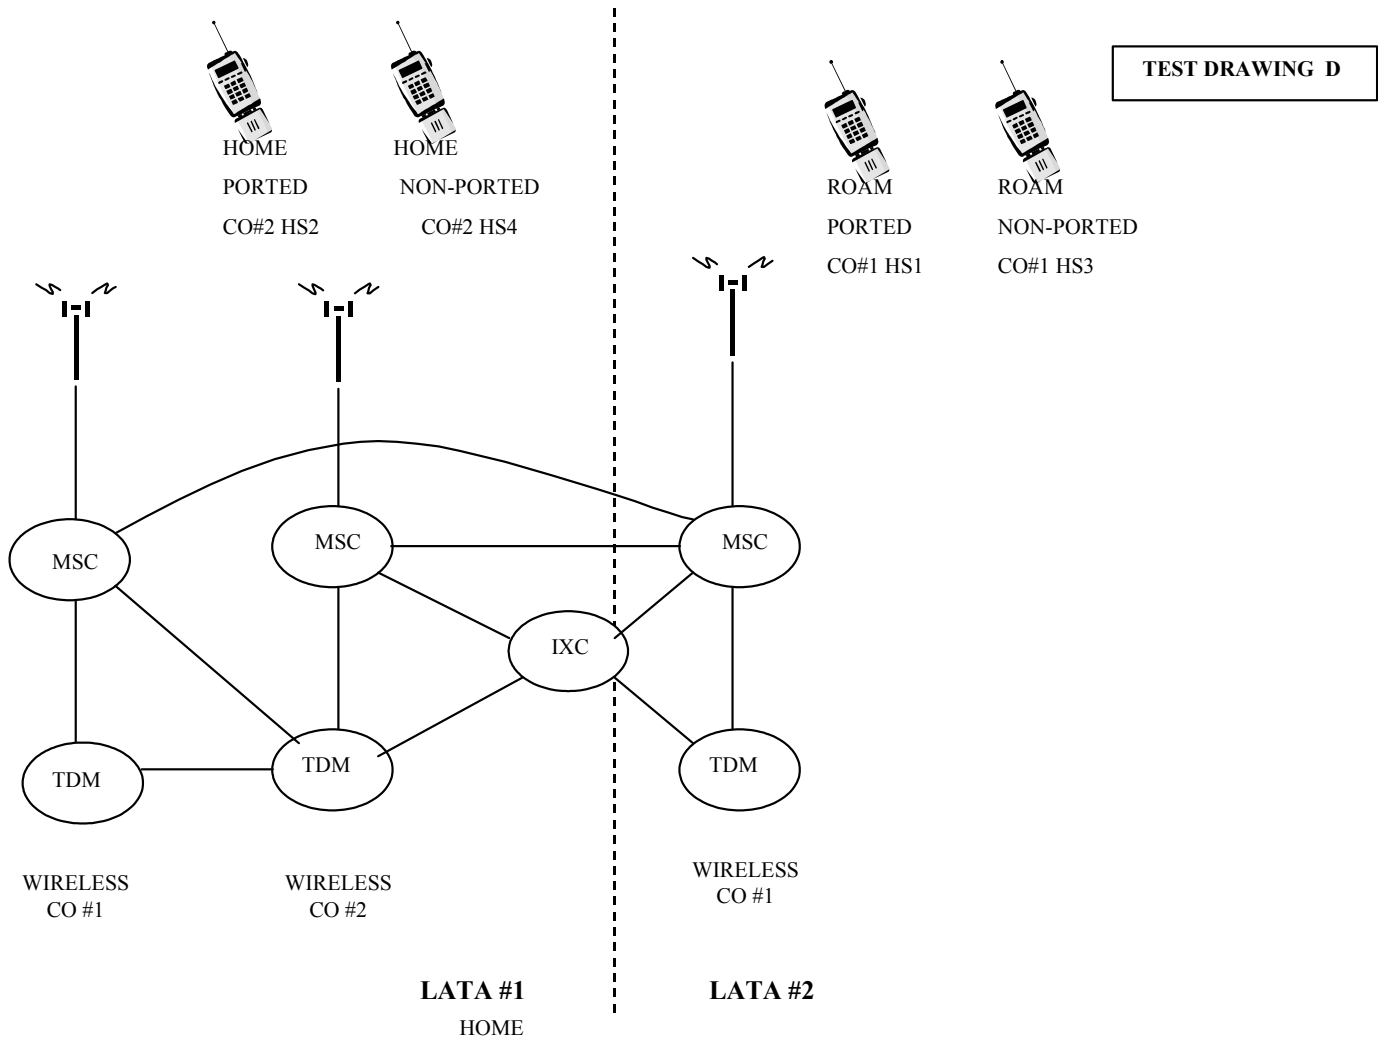 TEST DRAWING D
HOME
PORTED
CO#2 HS2
HOME
NON-PORTED
CO#2 HS4
ROAM
PORTED
CO#1 HS1
ROAM
NON-PORTED
CO#1 HS3
MSC
MSC
MSC
IXC
TDM
TDM
TDM
WIRELESS
CO #1
WIRELESS
CO #2
WIRELESS
CO #1
LATA #1
HOME
LATA #2